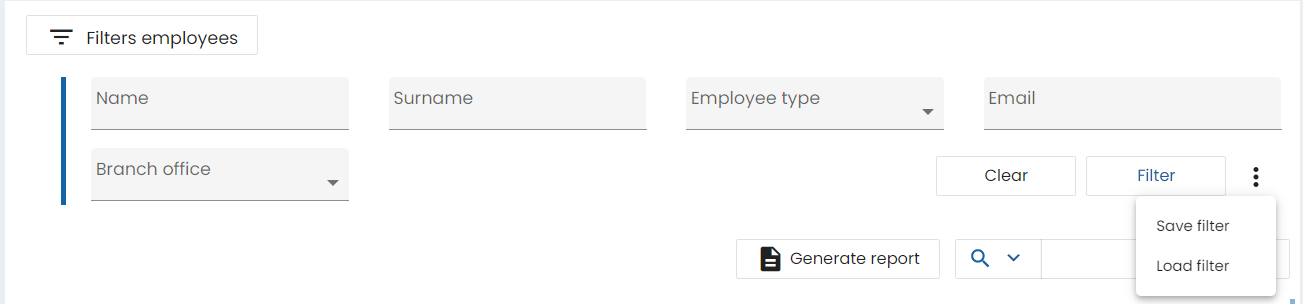 Filters employees
Name
Surname
Employee type
Email
Branch office
Clear
Filter
Save filter
Load filter
Generate report